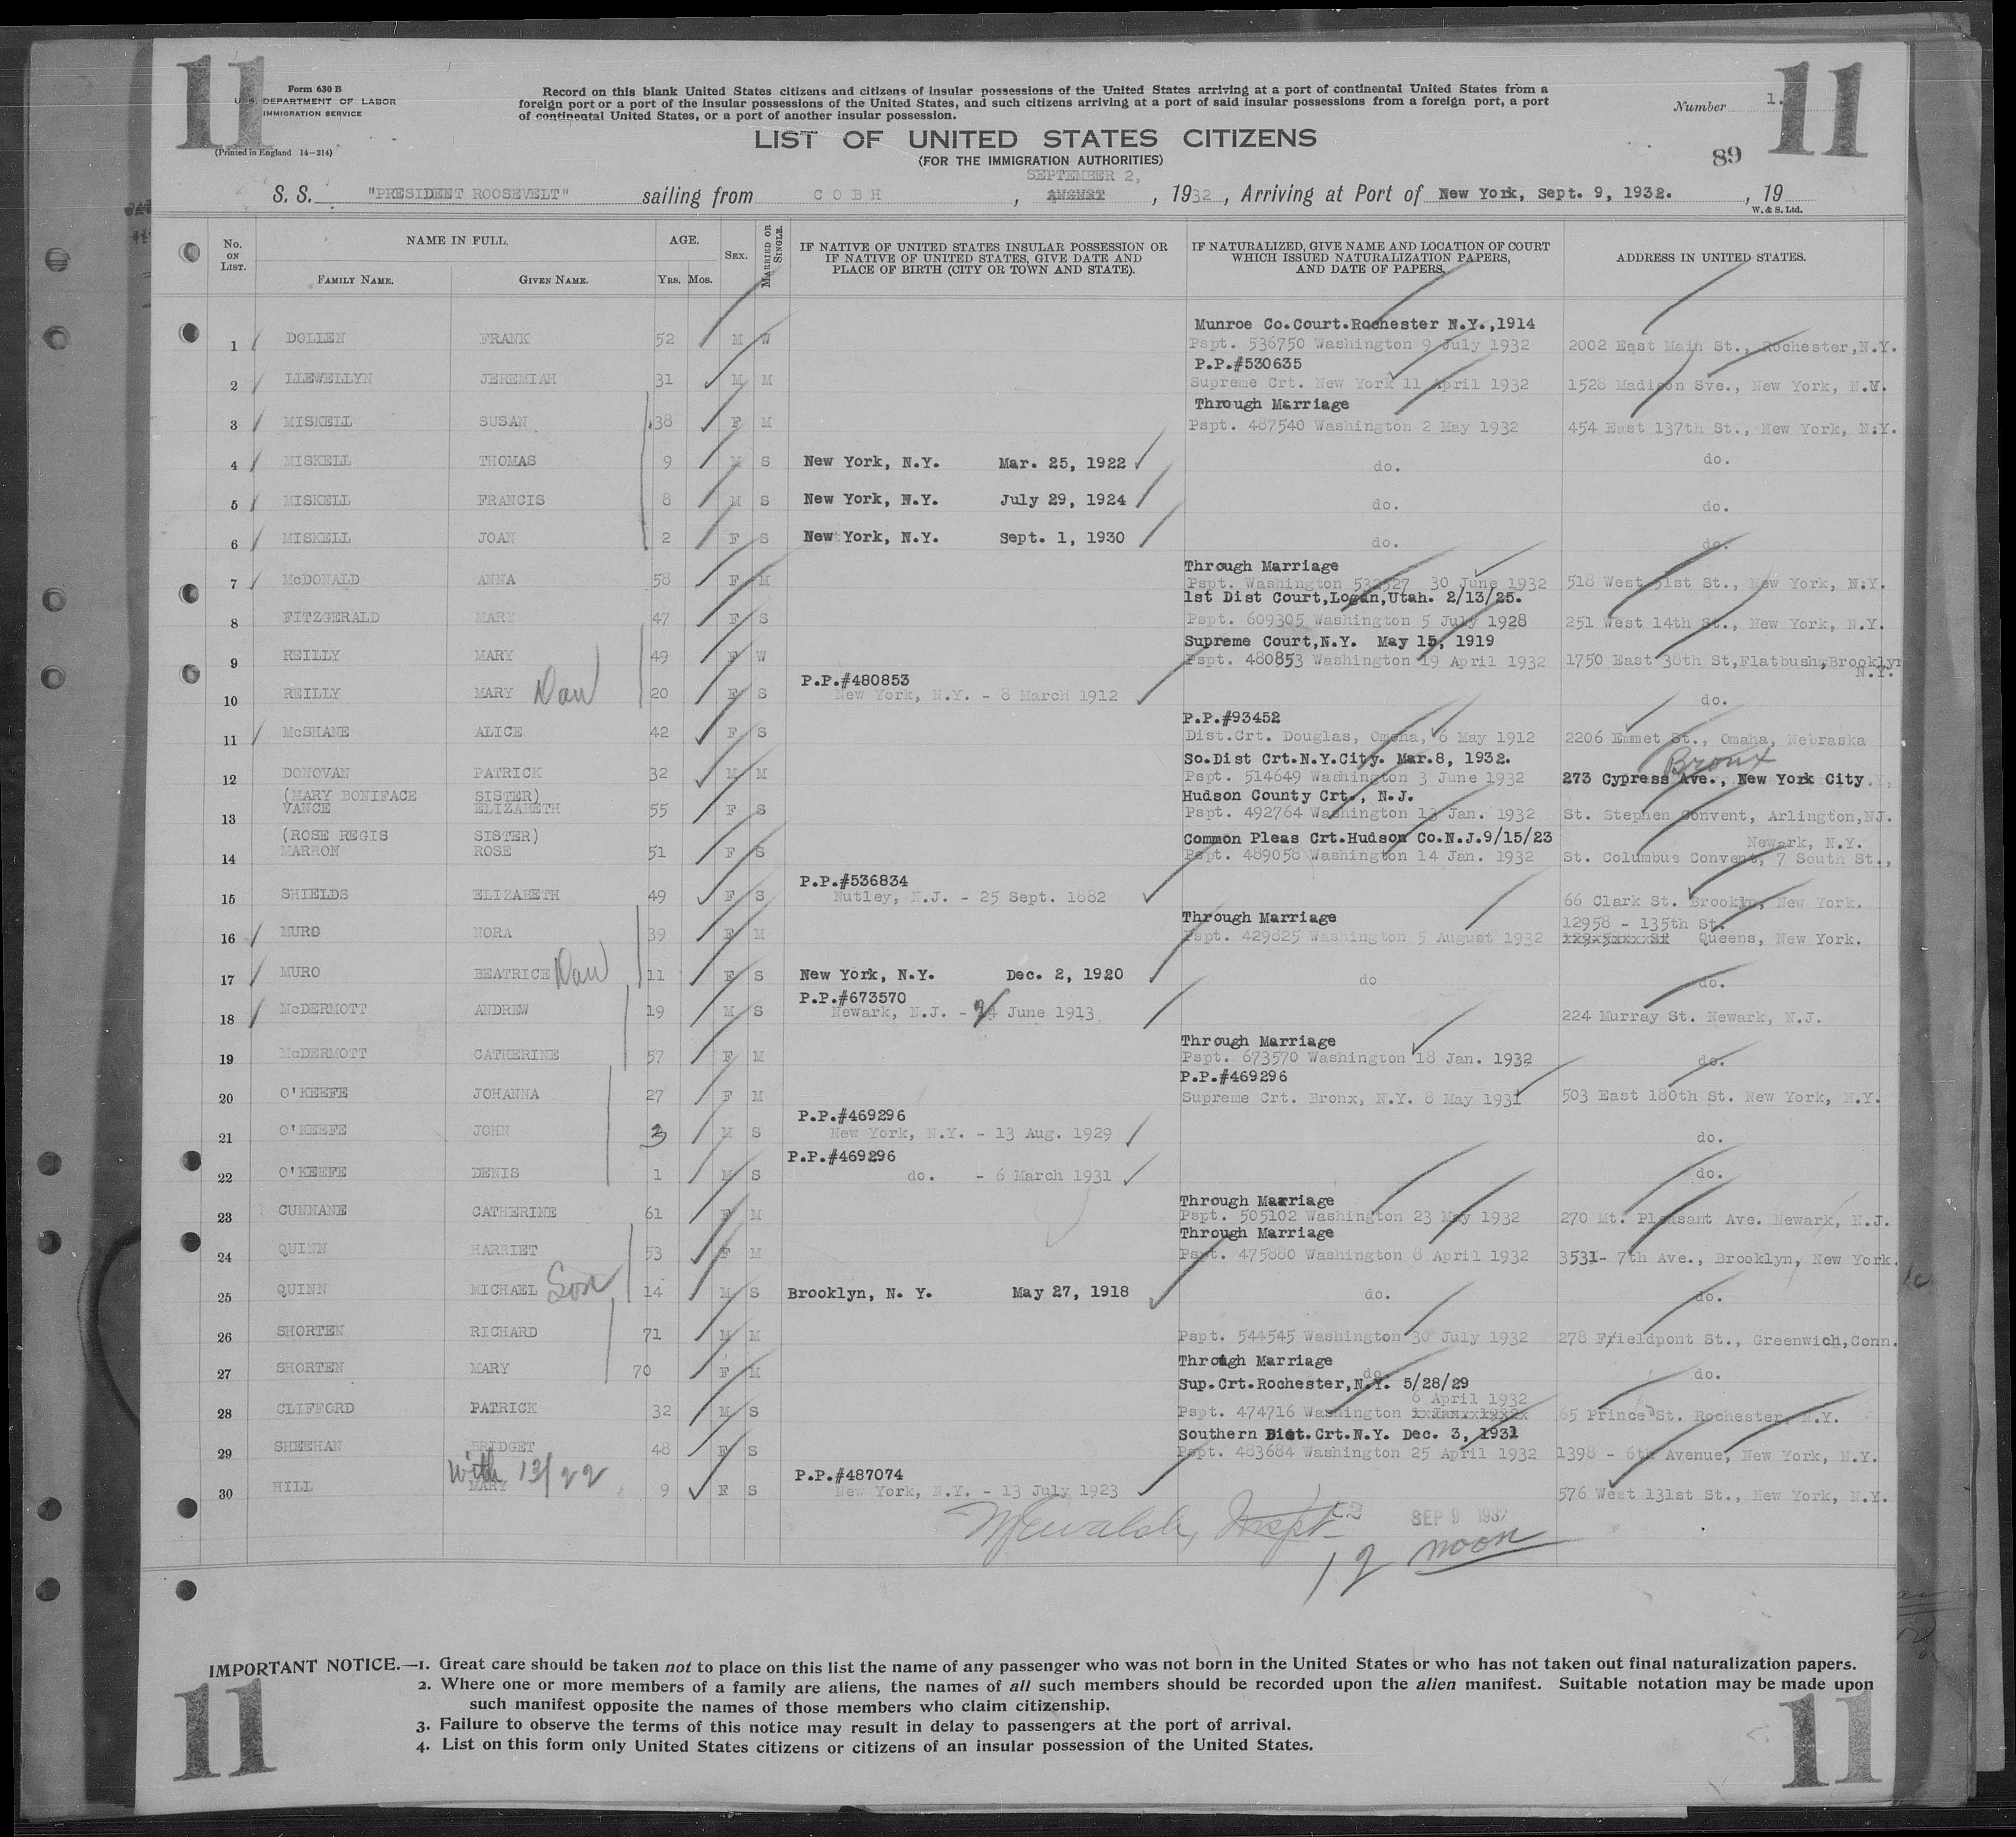 11
11
Form 630 B
U.S. DEPARTMENT OF LABOR
IMMIGRATION SERVICE
(Printed in England 14-214)
Record on this blank United States citizens and citizens of insular possessions of the United States arriving at a port of continental United States from a
foreign port or a port of the insular possessions of the United States, and such citizens arriving at a port of said insular possessions from a foreign port, a port
of continental United States, or a port of another insular possession.
Number 1.
LIST OF UNITED STATES CITIZENS
(FOR THE IMMIGRATION AUTHORITIES)
89
SEPTEMBER 2,
S. S. "PRESIDENT ROOSEVELT" sailing from COBH, AUGUST, 1932, Arriving at Port of New York, Sept. 9, 1932., 19
W. & S. Ltd.
No. ON LIST. NAME IN FULL. AGE. SEX. MARRIED OR SINGLE. IF NATIVE OF UNITED STATES INSULAR POSSESSION OR IF NATIVE OF UNITED STATES, GIVE DATE AND PLACE OF BIRTH (CITY OR TOWN AND STATE). IF NATURALIZED, GIVE NAME AND LOCATION OF COURT WHICH ISSUED NATURALIZATION PAPERS, AND DATE OF PAPERS. ADDRESS IN UNITED STATES.
FAMILY NAME. GIVEN NAME. YRS. MOS.
Munroe Co.Court.Rochester N.Y.,1914
1 DOLLEN FRANK 52 M W Pspt. 536750 Washington 9 July 1932 2002 East Main St., Rochester,N.Y.
P.P.#530635
2 LLEWELLYN JEREMIAH 31 M M Supreme Crt. New York 11 April 1932 1528 Madison Sve., New York, N.Y.
Through Marriage
3 MISKELL SUSAN 38 F M Pspt. 487540 Washington 2 May 1932 454 East 137th St., New York, N.Y.
4 MISKELL THOMAS 9 M S New York, N.Y. Mar. 25, 1922 do. do.
5 MISKELL FRANCIS 8 M S New York, N.Y. July 29, 1924 do. do.
6 MISKELL JOAN 2 F S New York, N.Y. Sept. 1, 1930 do. do.
Through Marriage
7 McDONALD ANNA 58 F M Pspt. Washington 532527 30 June 1932 518 West 51st St., New York, N.Y.
1st Dist Court,Logan,Utah. 2/13/25.
8 FITZGERALD MARY 47 F S Pspt. 609305 Washington 5 July 1928 251 West 14th St., New York, N.Y.
Supreme Court,N.Y. May 15, 1919
9 REILLY MARY 49 F W Pspt. 480853 Washington 19 April 1932 1750 East 38th St,Flatbush,Brooklyn
N.Y.
P.P.#480853
10 REILLY MARY Dau 20 F S New York, N.Y. - 8 March 1912 do.
P.P.#93452
11 McSHANE ALICE 42 F S Dist.Crt. Douglas, Omaha, 6 May 1912 2206 Emmet St., Omaha, Nebraska
So.Dist Crt.N.Y.City. Mar.8, 1932. Bronx
12 DONOVAN PATRICK 32 M M Pspt. 514649 Washington 3 June 1932 273 Cypress Ave., New York City
(MARY BONIFACE SISTER) Hudson County Crt., N.J.
13 VANCE ELIZABETH 55 F S Pspt. 492764 Washington 13 Jan. 1932 St. Stephen Convent, Arlington,NJ.
(ROSE REGIS SISTER) Common Pleas Crt.Hudson Co.N.J.9/15/23 Newark, N.Y.
14 MARRON ROSE 51 F S Pspt. 489058 Washington 14 Jan. 1932 St. Columbus Convent, 7 South St.,
P.P.#536834
15 SHIELDS ELIZABETH 49 F S Nutley, N.J. - 25 Sept. 1882 66 Clark St. Brooklyn, New York.
Through Marriage 12958 - 135th St.
16 MURO NORA 39 F M Pspt. 429825 Washington 5 August 1932 Queens, New York.
17 MURO BEATRICE Dau 11 F S New York, N.Y. Dec. 2, 1920 do do.
P.P.#673570
18 McDERMOTT ANDREW 19 M S Newark, N.J. - 24 June 1913 224 Murray St. Newark, N.J.
Through Marriage
19 McDERMOTT CATHERINE 57 F M Pspt. 673570 Washington 18 Jan. 1932 do.
P.P.#469296
20 O'KEEFE JOHANNA 27 F M Supreme Crt. Bronx, N.Y. 8 May 1931 503 East 180th St. New York, N.Y.
P.P.#469296
21 O'KEEFE JOHN 3 M S New York, N.Y. - 13 Aug. 1929 do.
P.P.#469296
22 O'KEEFE DENIS 1 M S do. - 6 March 1931 do.
Through Marriage
23 CUNNANE CATHERINE 61 F M Pspt. 505102 Washington 23 May 1932 270 Mt. Pleasant Ave. Newark, N.J.
Through Marriage
24 QUINN HARRIET 53 F M Pspt. 475880 Washington 8 April 1932 3531- 7th Ave., Brooklyn, New York.
25 QUINN MICHAEL Son 14 M S Brooklyn, N. Y. May 27, 1918 do. do.
26 SHORTEN RICHARD 71 M M Pspt. 544545 Washington 30 July 1932 278 Frieldpont St., Greenwich,Conn.
Through Marriage
27 SHORTEN MARY 70 F M do. do.
Sup.Crt.Rochester,N.Y. 5/28/29
6 April 1932
28 CLIFFORD PATRICK 32 M S Pspt. 474716 Washington 65 Prince St. Rochester, N.Y.
Southern Dist.Crt.N.Y. Dec. 3, 1931
29 SHEEHAN BRIDGET 48 F S Pspt. 483684 Washington 25 April 1932 1398 - 6th Avenue, New York, N.Y.
With 13/22 P.P.#487074
30 HILL MARY 9 F S New York, N.Y. - 13 July 1923 576 West 131st St., New York, N.Y.
Inspt SEP 9 1932
12 noon
IMPORTANT NOTICE.—1. Great care should be taken not to place on this list the name of any passenger who was not born in the United States or who has not taken out final naturalization papers.
2. Where one or more members of a family are aliens, the names of all such members should be recorded upon the alien manifest. Suitable notation may be made upon
such manifest opposite the names of those members who claim citizenship.
3. Failure to observe the terms of this notice may result in delay to passengers at the port of arrival.
4. List on this form only United States citizens or citizens of an insular possession of the United States.
11
11